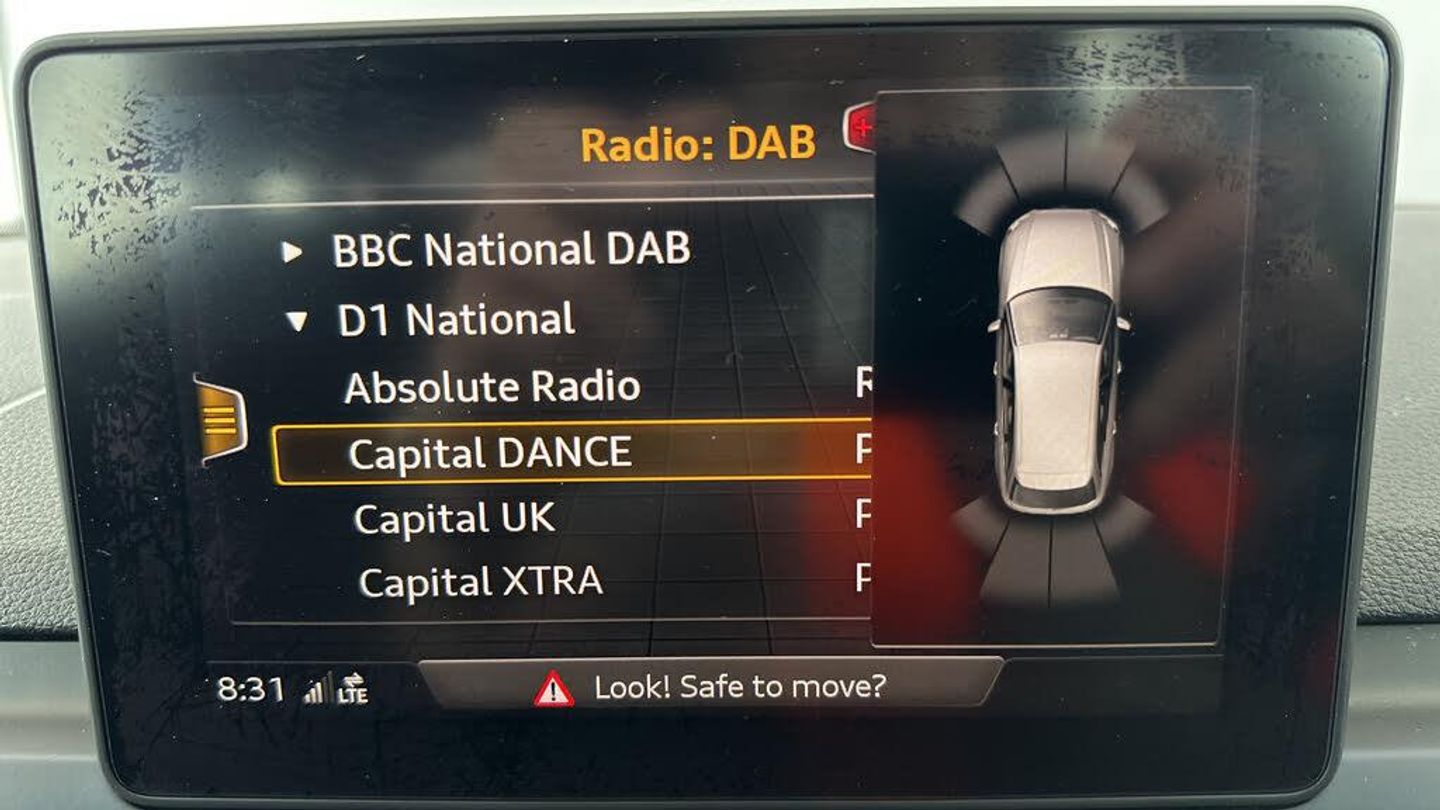 Radio: DAB
BBC National DAB
D1 National
Absolute Radio
Capital DANCE
Capital UK
Capital XTRA
8:31 LTE
Look! Safe to move?